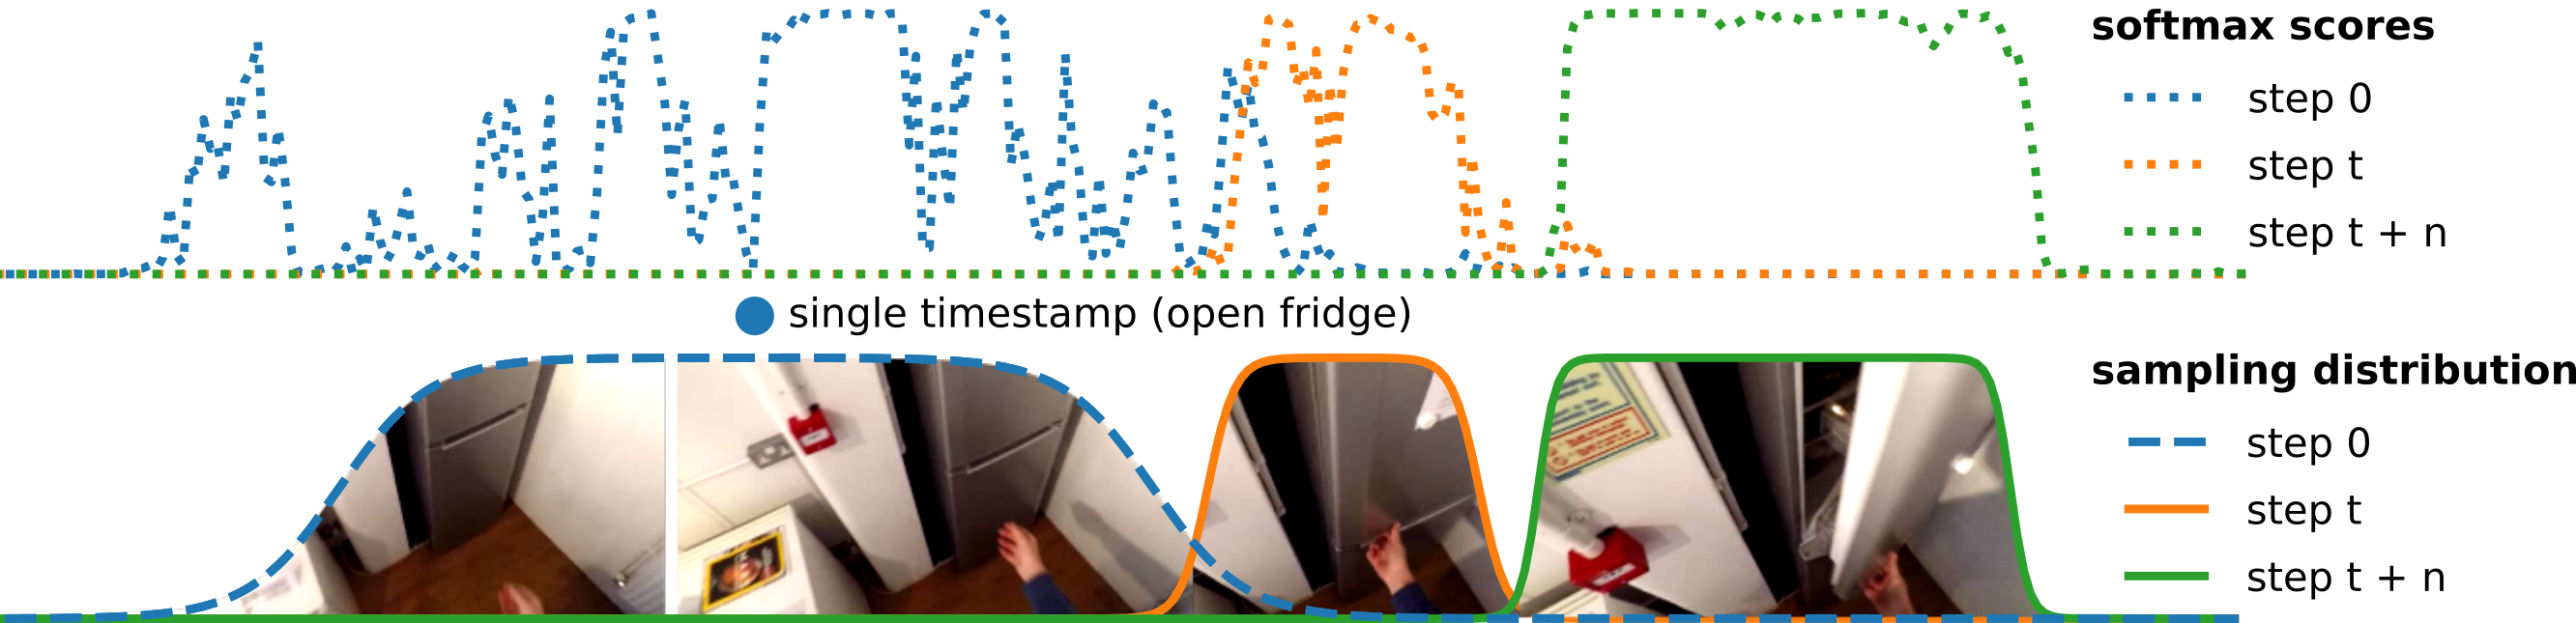 softmax scores
step 0
step t
step t + n
single timestamp (open fridge)
sampling distribution
step 0
step t
step t + n